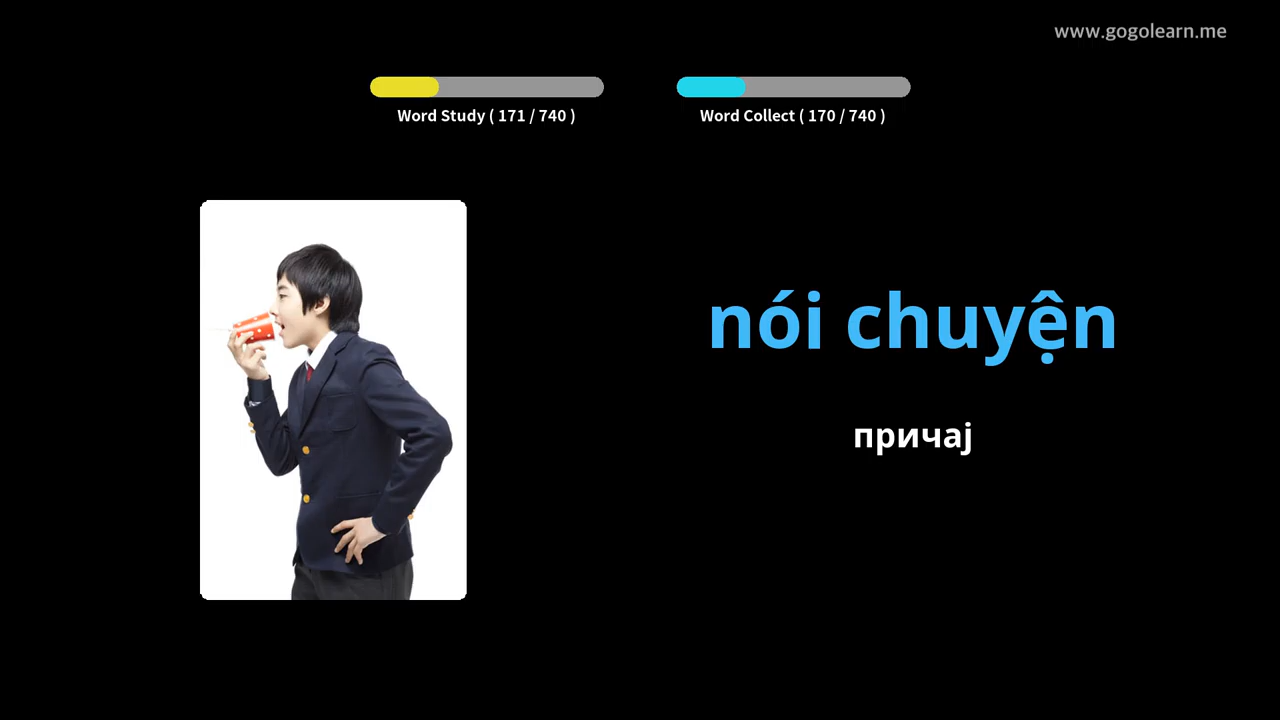 www.gogolearn.me
Word Study ( 171 / 740 )
Word Collect ( 170 / 740 )
nói chuyện
причај